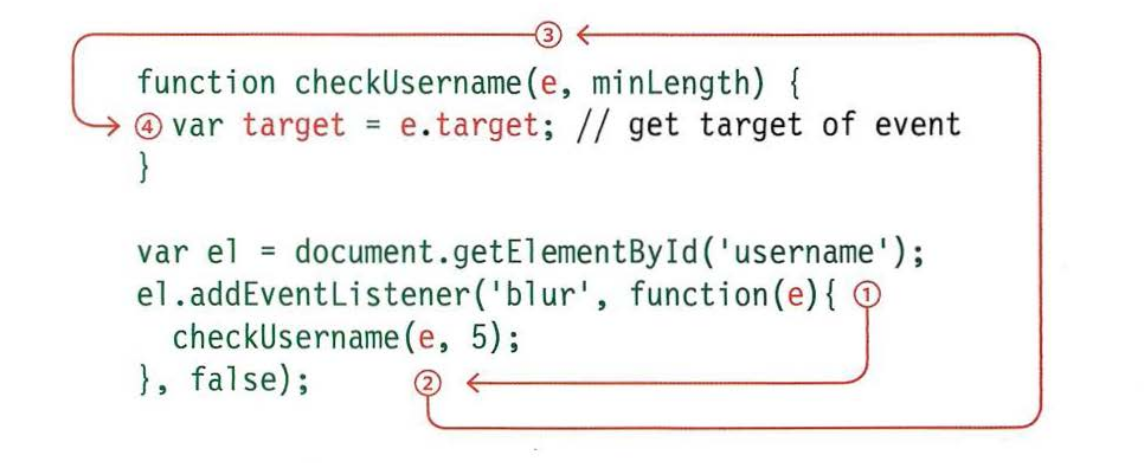 ③
function checkUsername(e, minLength) {
④ var target = e.target; // get target of event
}
var el = document.getElementById('username');
el.addEventListener('blur', function(e){ ①
checkUsername(e, 5);
}, false); ②